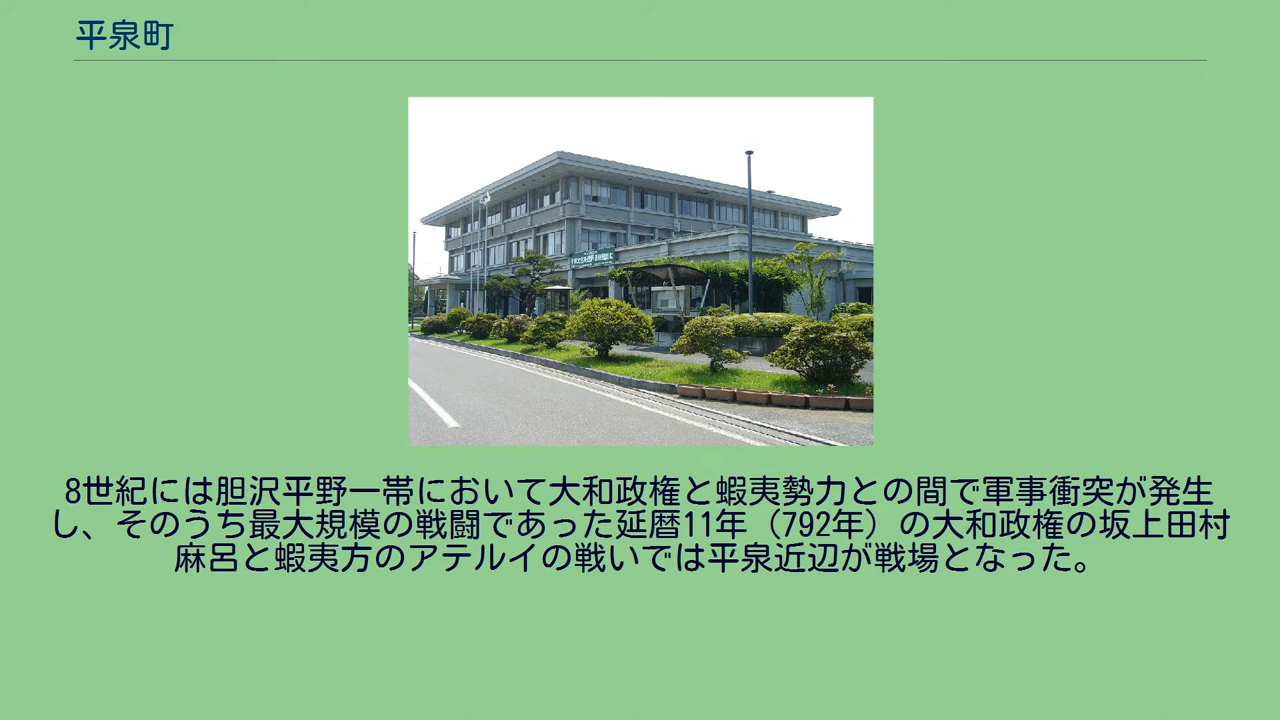 平泉町
8世紀には胆沢平野一帯において大和政権と蝦夷勢力との間で軍事衝突が発生
し、そのうち最大規模の戦闘であった延暦11年（792年）の大和政権の坂上田村
麻呂と蝦夷方のアテルイの戦いでは平泉近辺が戦場となった。